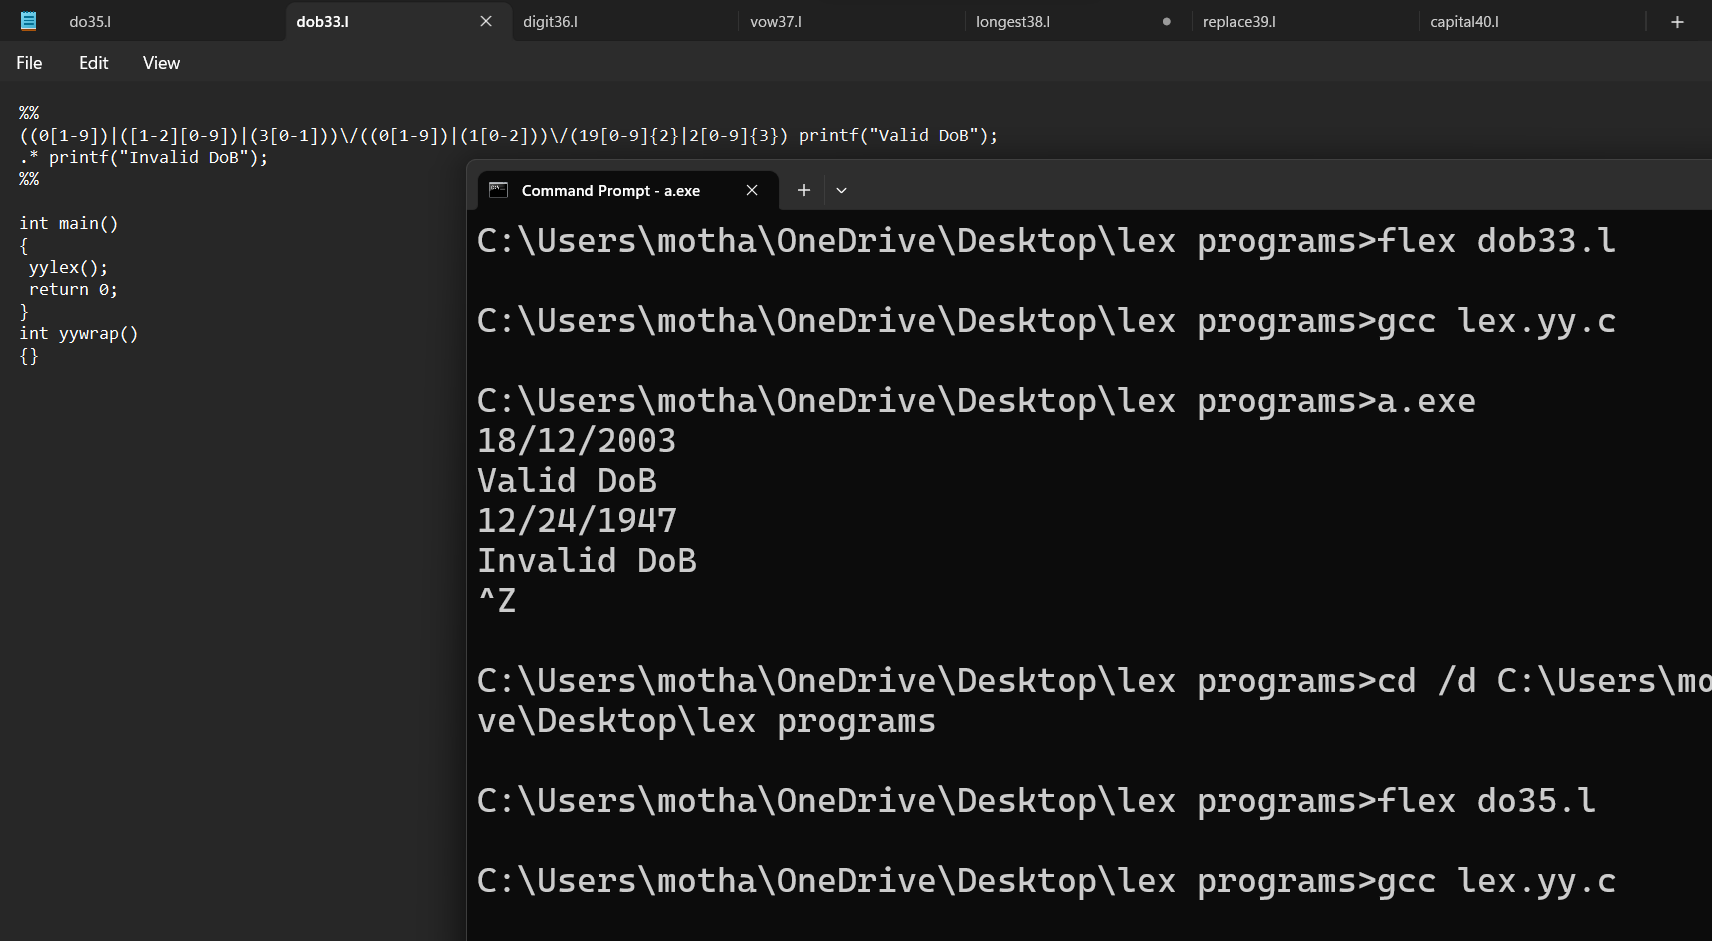 do35.l dob33.l digit36.l vow37.l longest38.l replace39.l capital40.l
File Edit View
%%
((0[1-9])|([1-2][0-9])|(3[0-1]))\/((0[1-9])|(1[0-2]))\/(19[0-9]{2}|2[0-9]{3}) printf("Valid DoB");
.* printf("Invalid DoB");
%%
int main()
{
yylex();
return 0;
}
int yywrap()
{}
Command Prompt - a.exe
C:\Users\motha\OneDrive\Desktop\lex programs>flex dob33.l
C:\Users\motha\OneDrive\Desktop\lex programs>gcc lex.yy.c
C:\Users\motha\OneDrive\Desktop\lex programs>a.exe
18/12/2003
Valid DoB
12/24/1947
Invalid DoB
^Z
C:\Users\motha\OneDrive\Desktop\lex programs>cd /d C:\Users\mo
ve\Desktop\lex programs
C:\Users\motha\OneDrive\Desktop\lex programs>flex do35.l
C:\Users\motha\OneDrive\Desktop\lex programs>gcc lex.yy.c